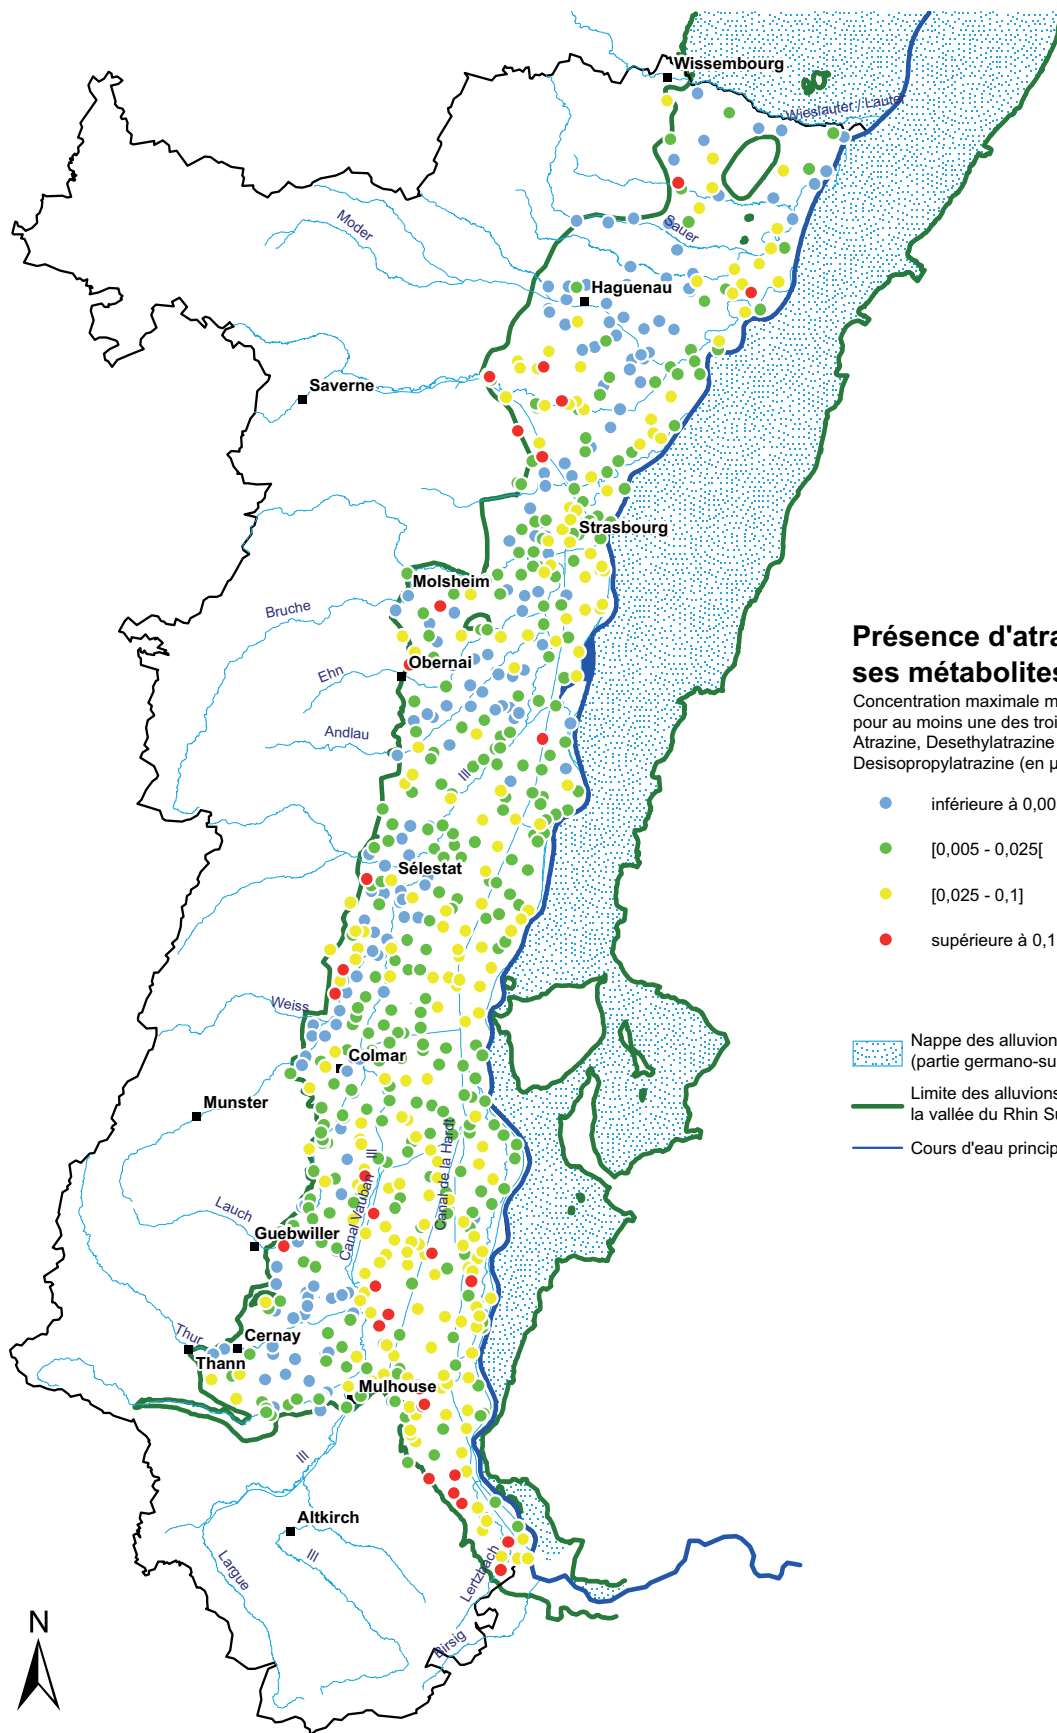 Wissembourg
Wieslauter / Lauter
Moder
Sauer
Haguenau
Saverne
Strasbourg
Molsheim
Bruche
Obernai
Ehn
Andlau
Ill
Présence d'atra
ses métabolites
Concentration maximale m
pour au moins une des troi
Atrazine, Desethylatrazine
Desisopropylatrazine (en µ
inférieure à 0,00
[0,005 - 0,025[
[0,025 - 0,1]
supérieure à 0,1
Nappe des alluvion
(partie germano-su
Limite des alluvions
la vallée du Rhin Su
Cours d'eau princip
Sélestat
Weiss
Colmar
Munster
Ill
Canal de la Hardt
Canal Vauban
Lauch
Guebwiller
Thur
Cernay
Thann
Mulhouse
Ill
Altkirch
Ill
Largue
Lertzbach
Birsig
N